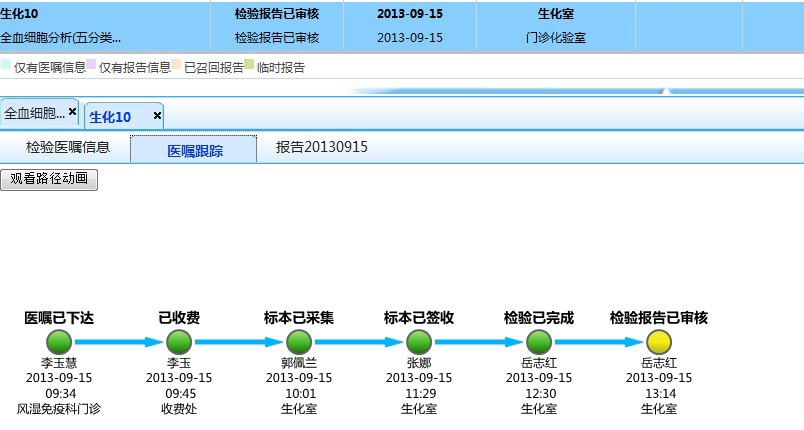 生化10 检验报告已审核 2013-09-15 生化室
全血细胞分析(五分类... 检验报告已审核 2013-09-15 门诊化验室
仅有医嘱信息 仅有报告信息 已召回报告 临时报告
全血细胞... × 生化10 ×
检验医嘱信息 医嘱跟踪 报告20130915
观看路径动画
医嘱已下达 已收费 标本已采集 标本已签收 检验已完成 检验报告已审核
李玉慧 李玉 郭佩兰 张娜 岳志红 岳志红
2013-09-15 2013-09-15 2013-09-15 2013-09-15 2013-09-15 2013-09-15
09:34 09:45 10:01 11:29 12:30 13:14
风湿免疫科门诊 收费处 生化室 生化室 生化室 生化室